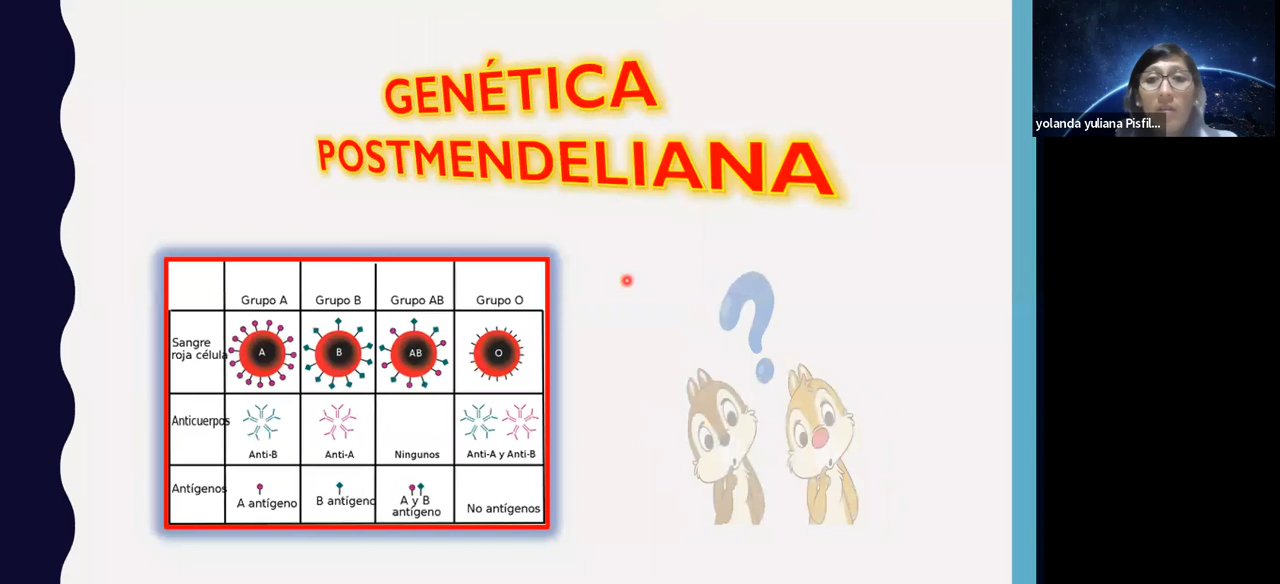 GENÉTICA
POSTMENDELIANA
yolanda yuliana Pisfil...
Grupo A Grupo B Grupo AB Grupo O
Sangre
roja célula
A B AB O
Anticuerpos
Anti-B Anti-A Ningunos Anti-A y Anti-B
Antígenos
A antígeno B antígeno A y B
antígeno No antígenos